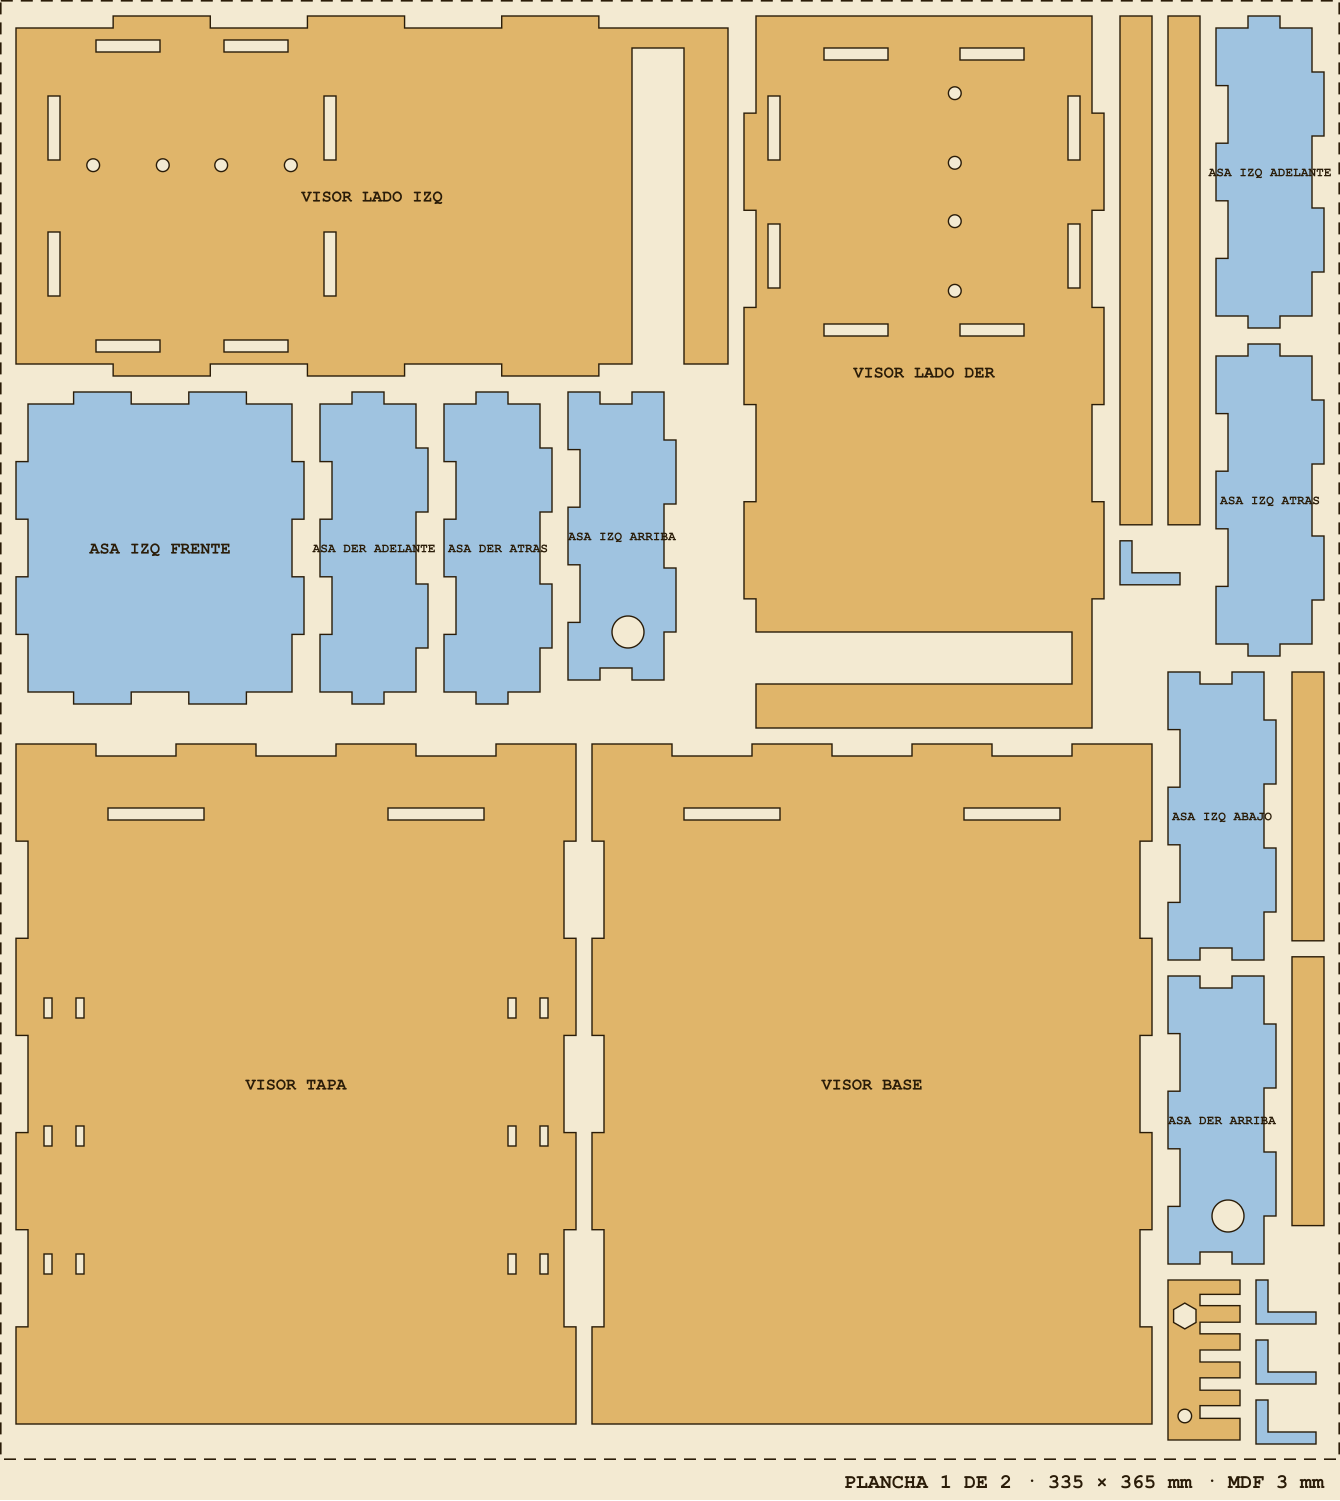 ASA IZQ ADELANTE
VISOR LADO IZQ
VISOR LADO DER
ASA IZQ ATRAS
ASA IZQ FRENTE
ASA DER ADELANTE
ASA DER ATRAS
ASA IZQ ARRIBA
ASA IZQ ABAJO
VISOR TAPA
VISOR BASE
ASA DER ARRIBA
PLANCHA 1 DE 2 · 335 × 365 mm · MDF 3 mm